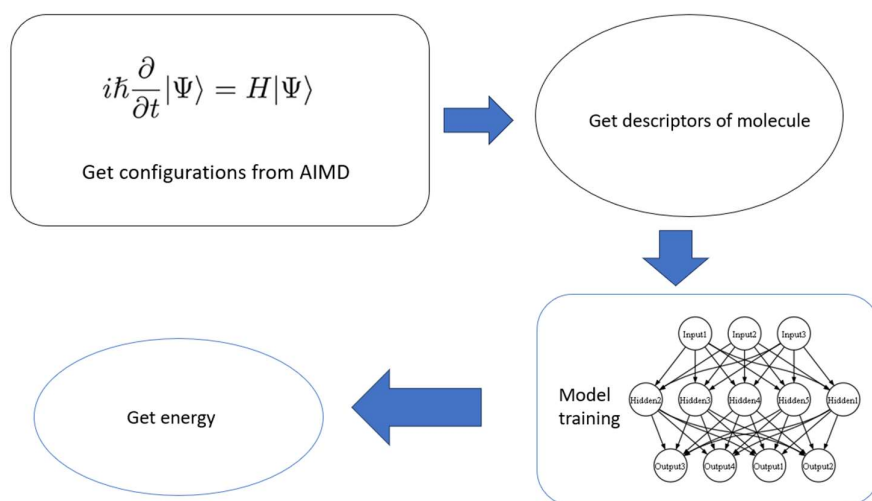 iℏ ∂/∂t |Ψ⟩ = H|Ψ⟩
Get configurations from AIMD
Get descriptors of molecule
Input1 Input2 Input3
Model
training
Hidden2 Hidden3 Hidden4 Hidden5 Hidden1
Output3 Output4 Output1 Output2
Get energy